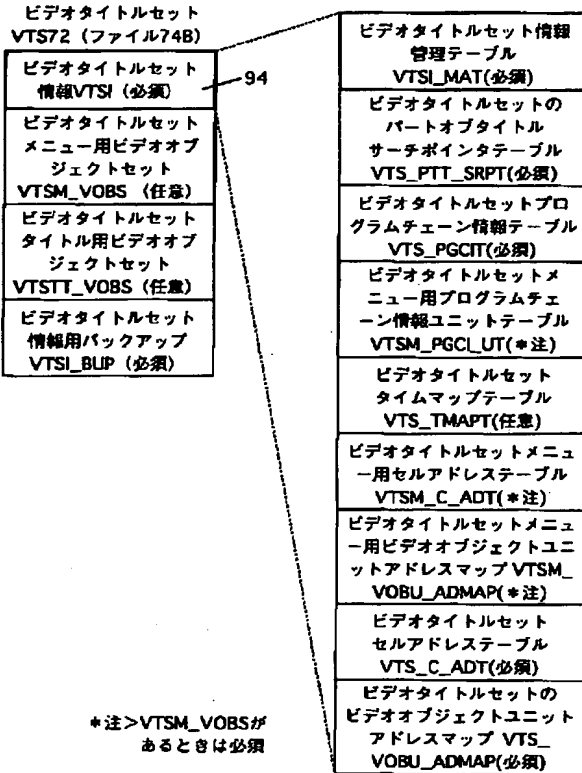 ビデオタイトルセット
VTS72（ファイル74B）
ビデオタイトルセット
情報VTSI（必須）
94
ビデオタイトルセット
メニュー用ビデオオブ
ジェクトセット
VTSM_VOBS（任意）
ビデオタイトルセット
タイトル用ビデオオブ
ジェクトセット
VTSTT_VOBS（任意）
ビデオタイトルセット
情報用バックアップ
VTSI_BUP（必須）
ビデオタイトルセット情報
管理テーブル
VTSI_MAT(必須)
ビデオタイトルセットの
パートオブタイトル
サーチポインタテーブル
VTS_PTT_SRPT(必須)
ビデオタイトルセットプロ
グラムチェーン情報テーブル
VTS_PGCIT(必須)
ビデオタイトルセットメ
ニュー用プログラムチェ
ーン情報ユニットテーブル
VTSM_PGCI_UT(＊注)
ビデオタイトルセット
タイムマップテーブル
VTS_TMAPT(任意)
ビデオタイトルセットメニュ
ー用セルアドレステーブル
VTSM_C_ADT(＊注)
ビデオタイトルセットメニュ
ー用ビデオオブジェクトユニ
ットアドレスマップ VTSM_
VOBU_ADMAP(＊注)
ビデオタイトルセット
セルアドレステーブル
VTS_C_ADT(必須)
ビデオタイトルセットの
ビデオオブジェクトユニット
アドレスマップ VTS_
VOBU_ADMAP(必須)
＊注＞VTSM_VOBSが
あるときは必須